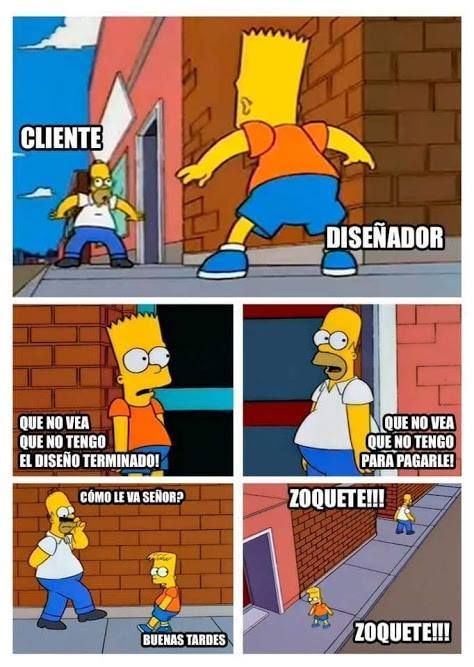 CLIENTE
DISEÑADOR
QUE NO VEA
QUE NO TENGO
EL DISEÑO TERMINADO!
QUE NO VEA
QUE NO TENGO
PARA PAGARLE!
CÓMO LE VA SEÑOR?
BUENAS TARDES
ZOQUETE!!!
ZOQUETE!!!